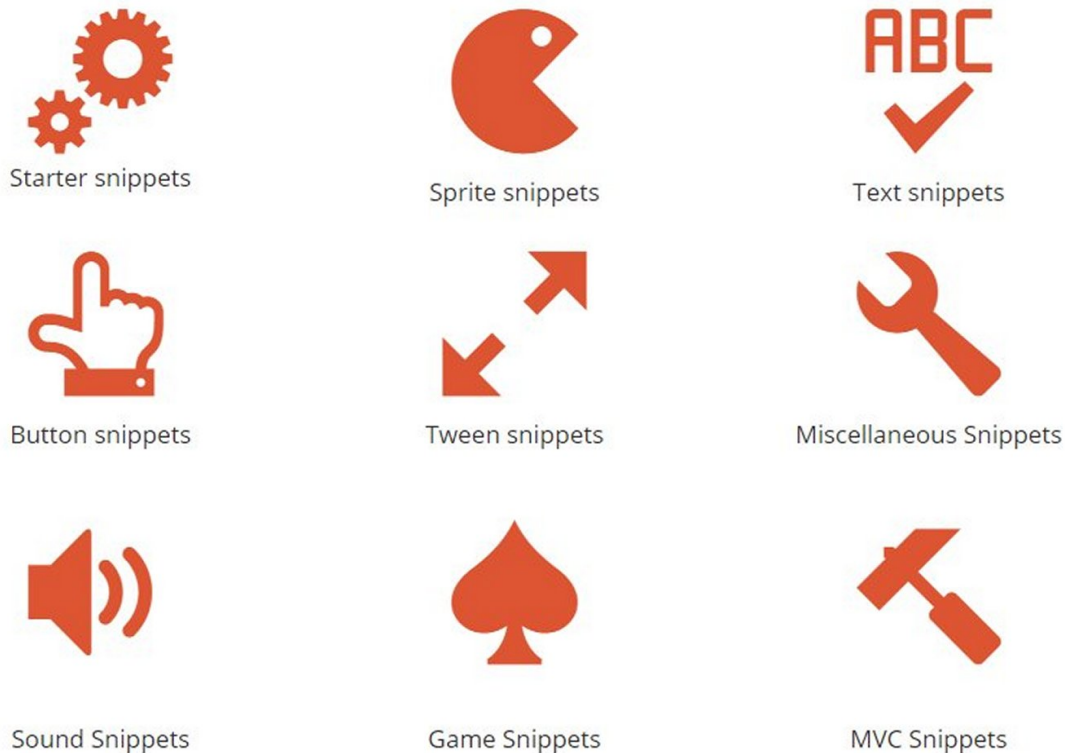 ABC
Starter snippets
Sprite snippets
Text snippets
Button snippets
Tween snippets
Miscellaneous Snippets
Sound Snippets
Game Snippets
MVC Snippets